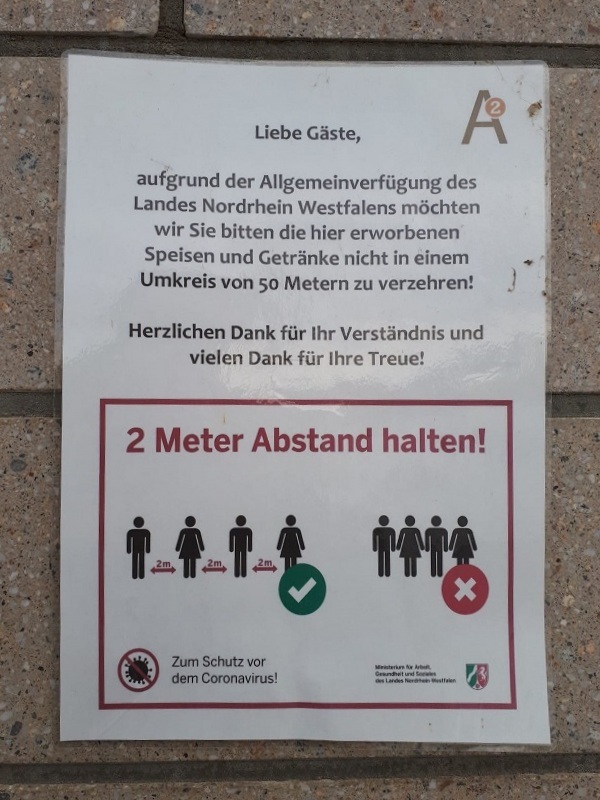 A2
Liebe Gäste,
aufgrund der Allgemeinverfügung des
Landes Nordrhein Westfalens möchten
wir Sie bitten die hier erworbenen
Speisen und Getränke nicht in einem
Umkreis von 50 Metern zu verzehren!
Herzlichen Dank für Ihr Verständnis und
vielen Dank für Ihre Treue!
2 Meter Abstand halten!
2m 2m 2m
Zum Schutz vor
dem Coronavirus!
Ministerium für Arbeit,
Gesundheit und Soziales
des Landes Nordrhein-Westfalen